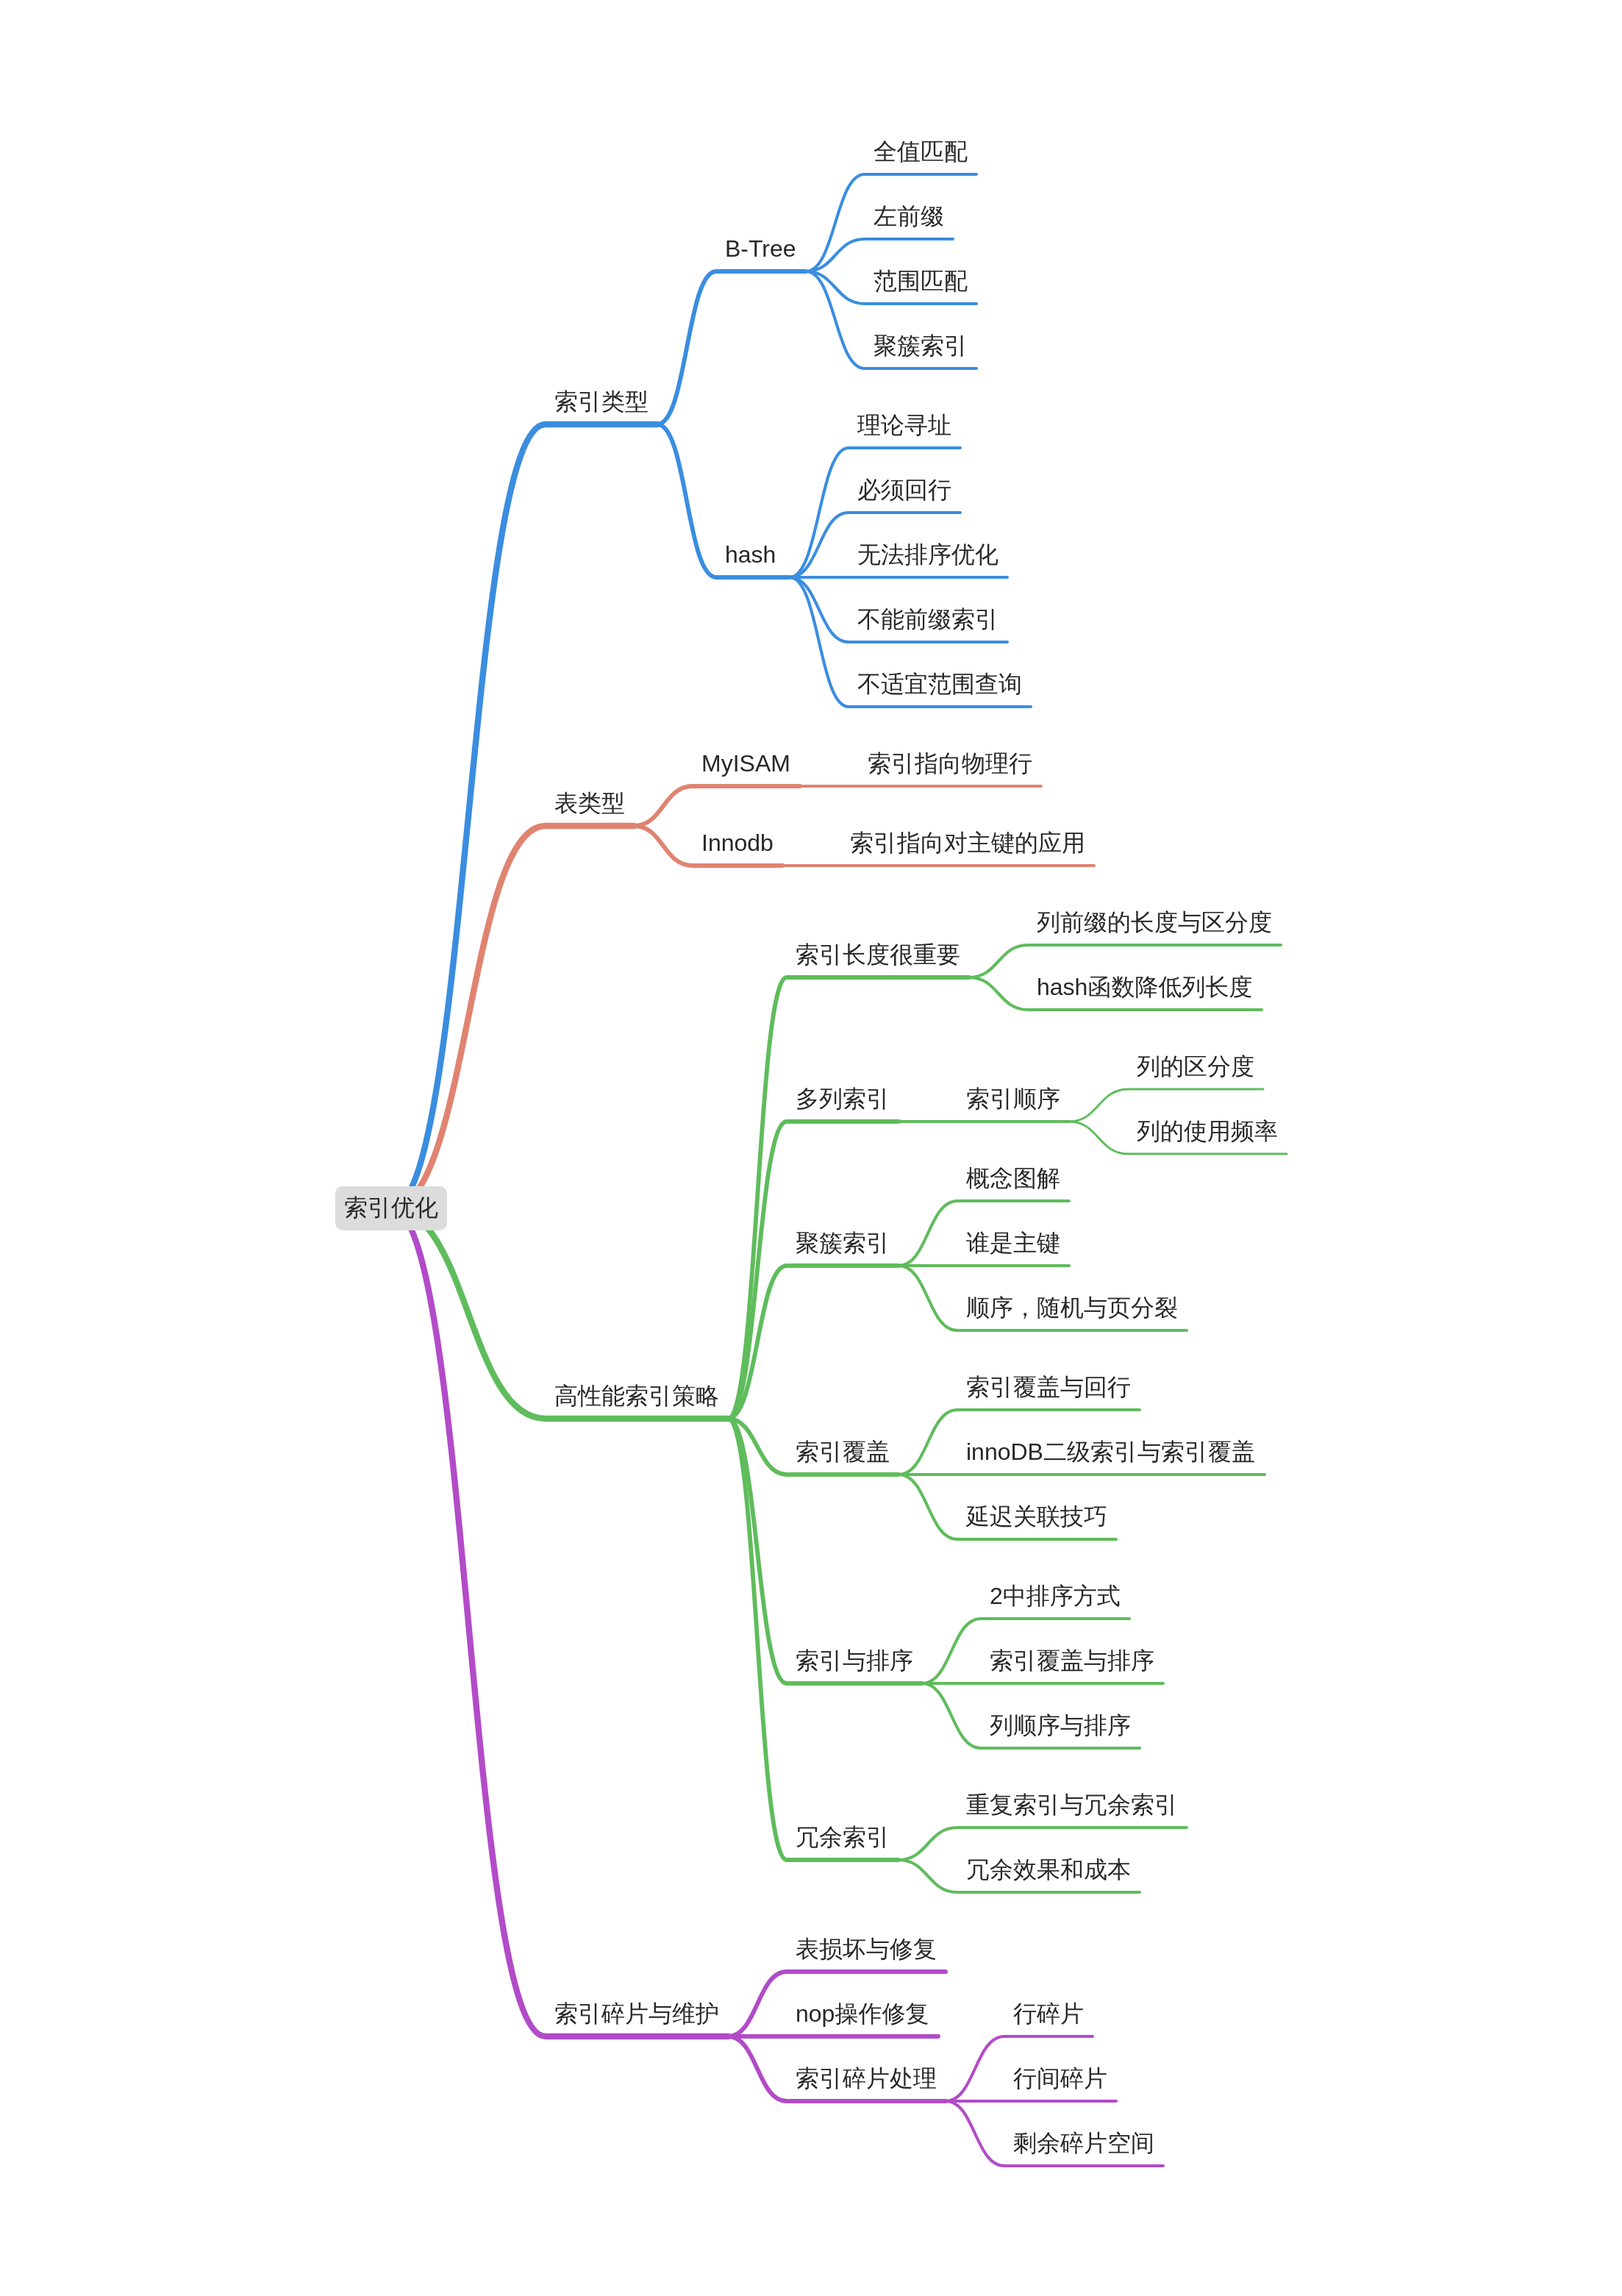 全值匹配
左前缀
B-Tree
范围匹配
聚簇索引
索引类型
理论寻址
必须回行
hash
无法排序优化
不能前缀索引
不适宜范围查询
MyISAM
索引指向物理行
表类型
Innodb
索引指向对主键的应用
列前缀的长度与区分度
索引长度很重要
hash函数降低列长度
列的区分度
多列索引
索引顺序
列的使用频率
概念图解
索引优化
聚簇索引
谁是主键
顺序，随机与页分裂
索引覆盖与回行
高性能索引策略
索引覆盖
innoDB二级索引与索引覆盖
延迟关联技巧
2中排序方式
索引与排序
索引覆盖与排序
列顺序与排序
重复索引与冗余索引
冗余索引
冗余效果和成本
表损坏与修复
索引碎片与维护
nop操作修复
行碎片
索引碎片处理
行间碎片
剩余碎片空间